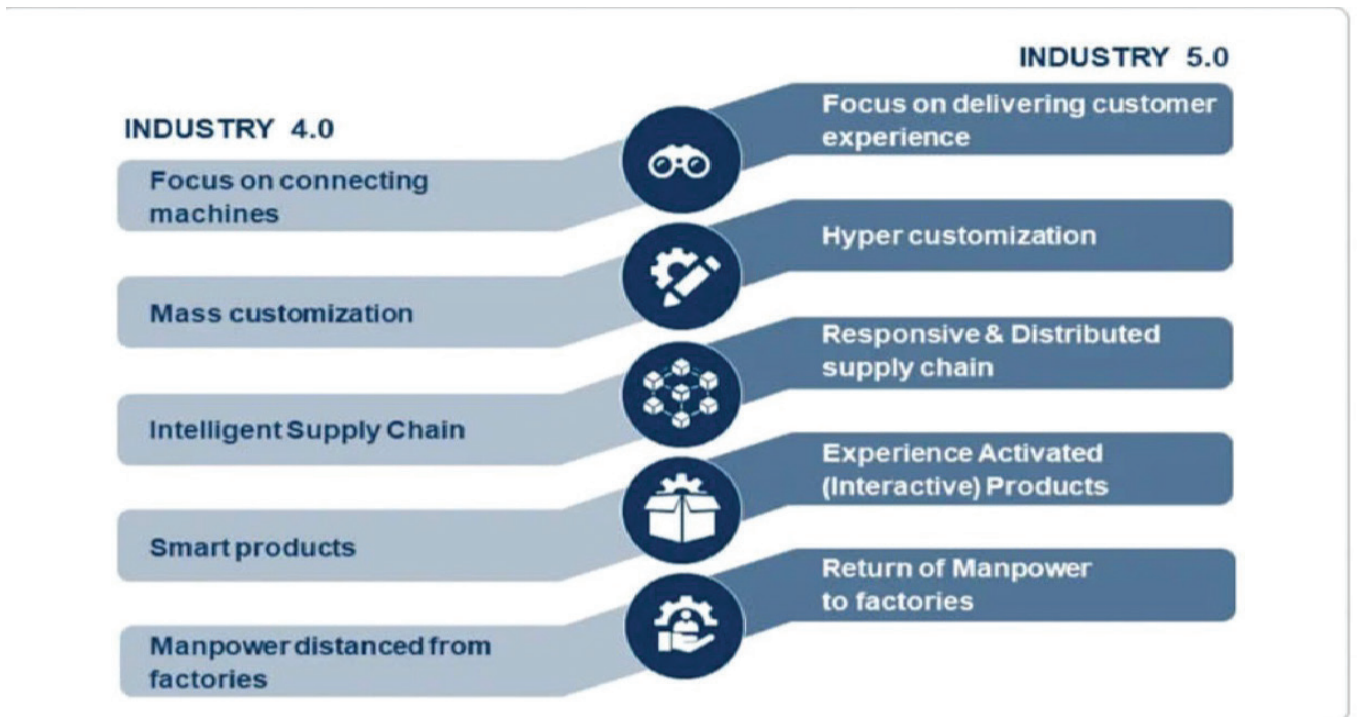 INDUSTRY 4.0
Focus on connecting
machines
Mass customization
Intelligent Supply Chain
Smart products
Manpower distanced from
factories
INDUSTRY 5.0
Focus on delivering customer
experience
Hyper customization
Responsive & Distributed
supply chain
Experience Activated
(Interactive) Products
Return of Manpower
to factories